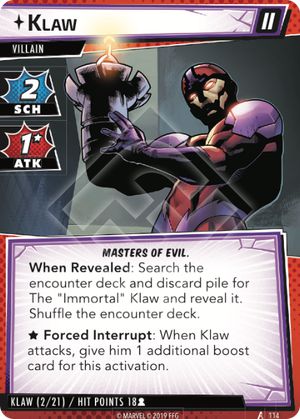 KLAW
II
VILLAIN
2
SCH
1★
ATK
MASTERS OF EVIL.
When Revealed: Search the
encounter deck and discard pile for
The "Immortal" Klaw and reveal it.
Shuffle the encounter deck.
★ Forced Interrupt: When Klaw
attacks, give him 1 additional boost
card for this activation.
KLAW (2/21) / HIT POINTS 18
© MARVEL © 2019 FFG
114